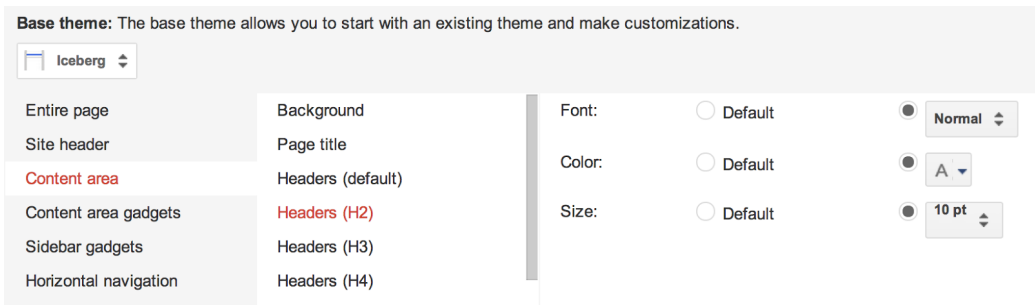 Base theme: The base theme allows you to start with an existing theme and make customizations.
Iceberg
Entire page
Site header
Content area
Content area gadgets
Sidebar gadgets
Horizontal navigation
Background
Page title
Headers (default)
Headers (H2)
Headers (H3)
Headers (H4)
Font: Default Normal
Color: Default A
Size: Default 10 pt